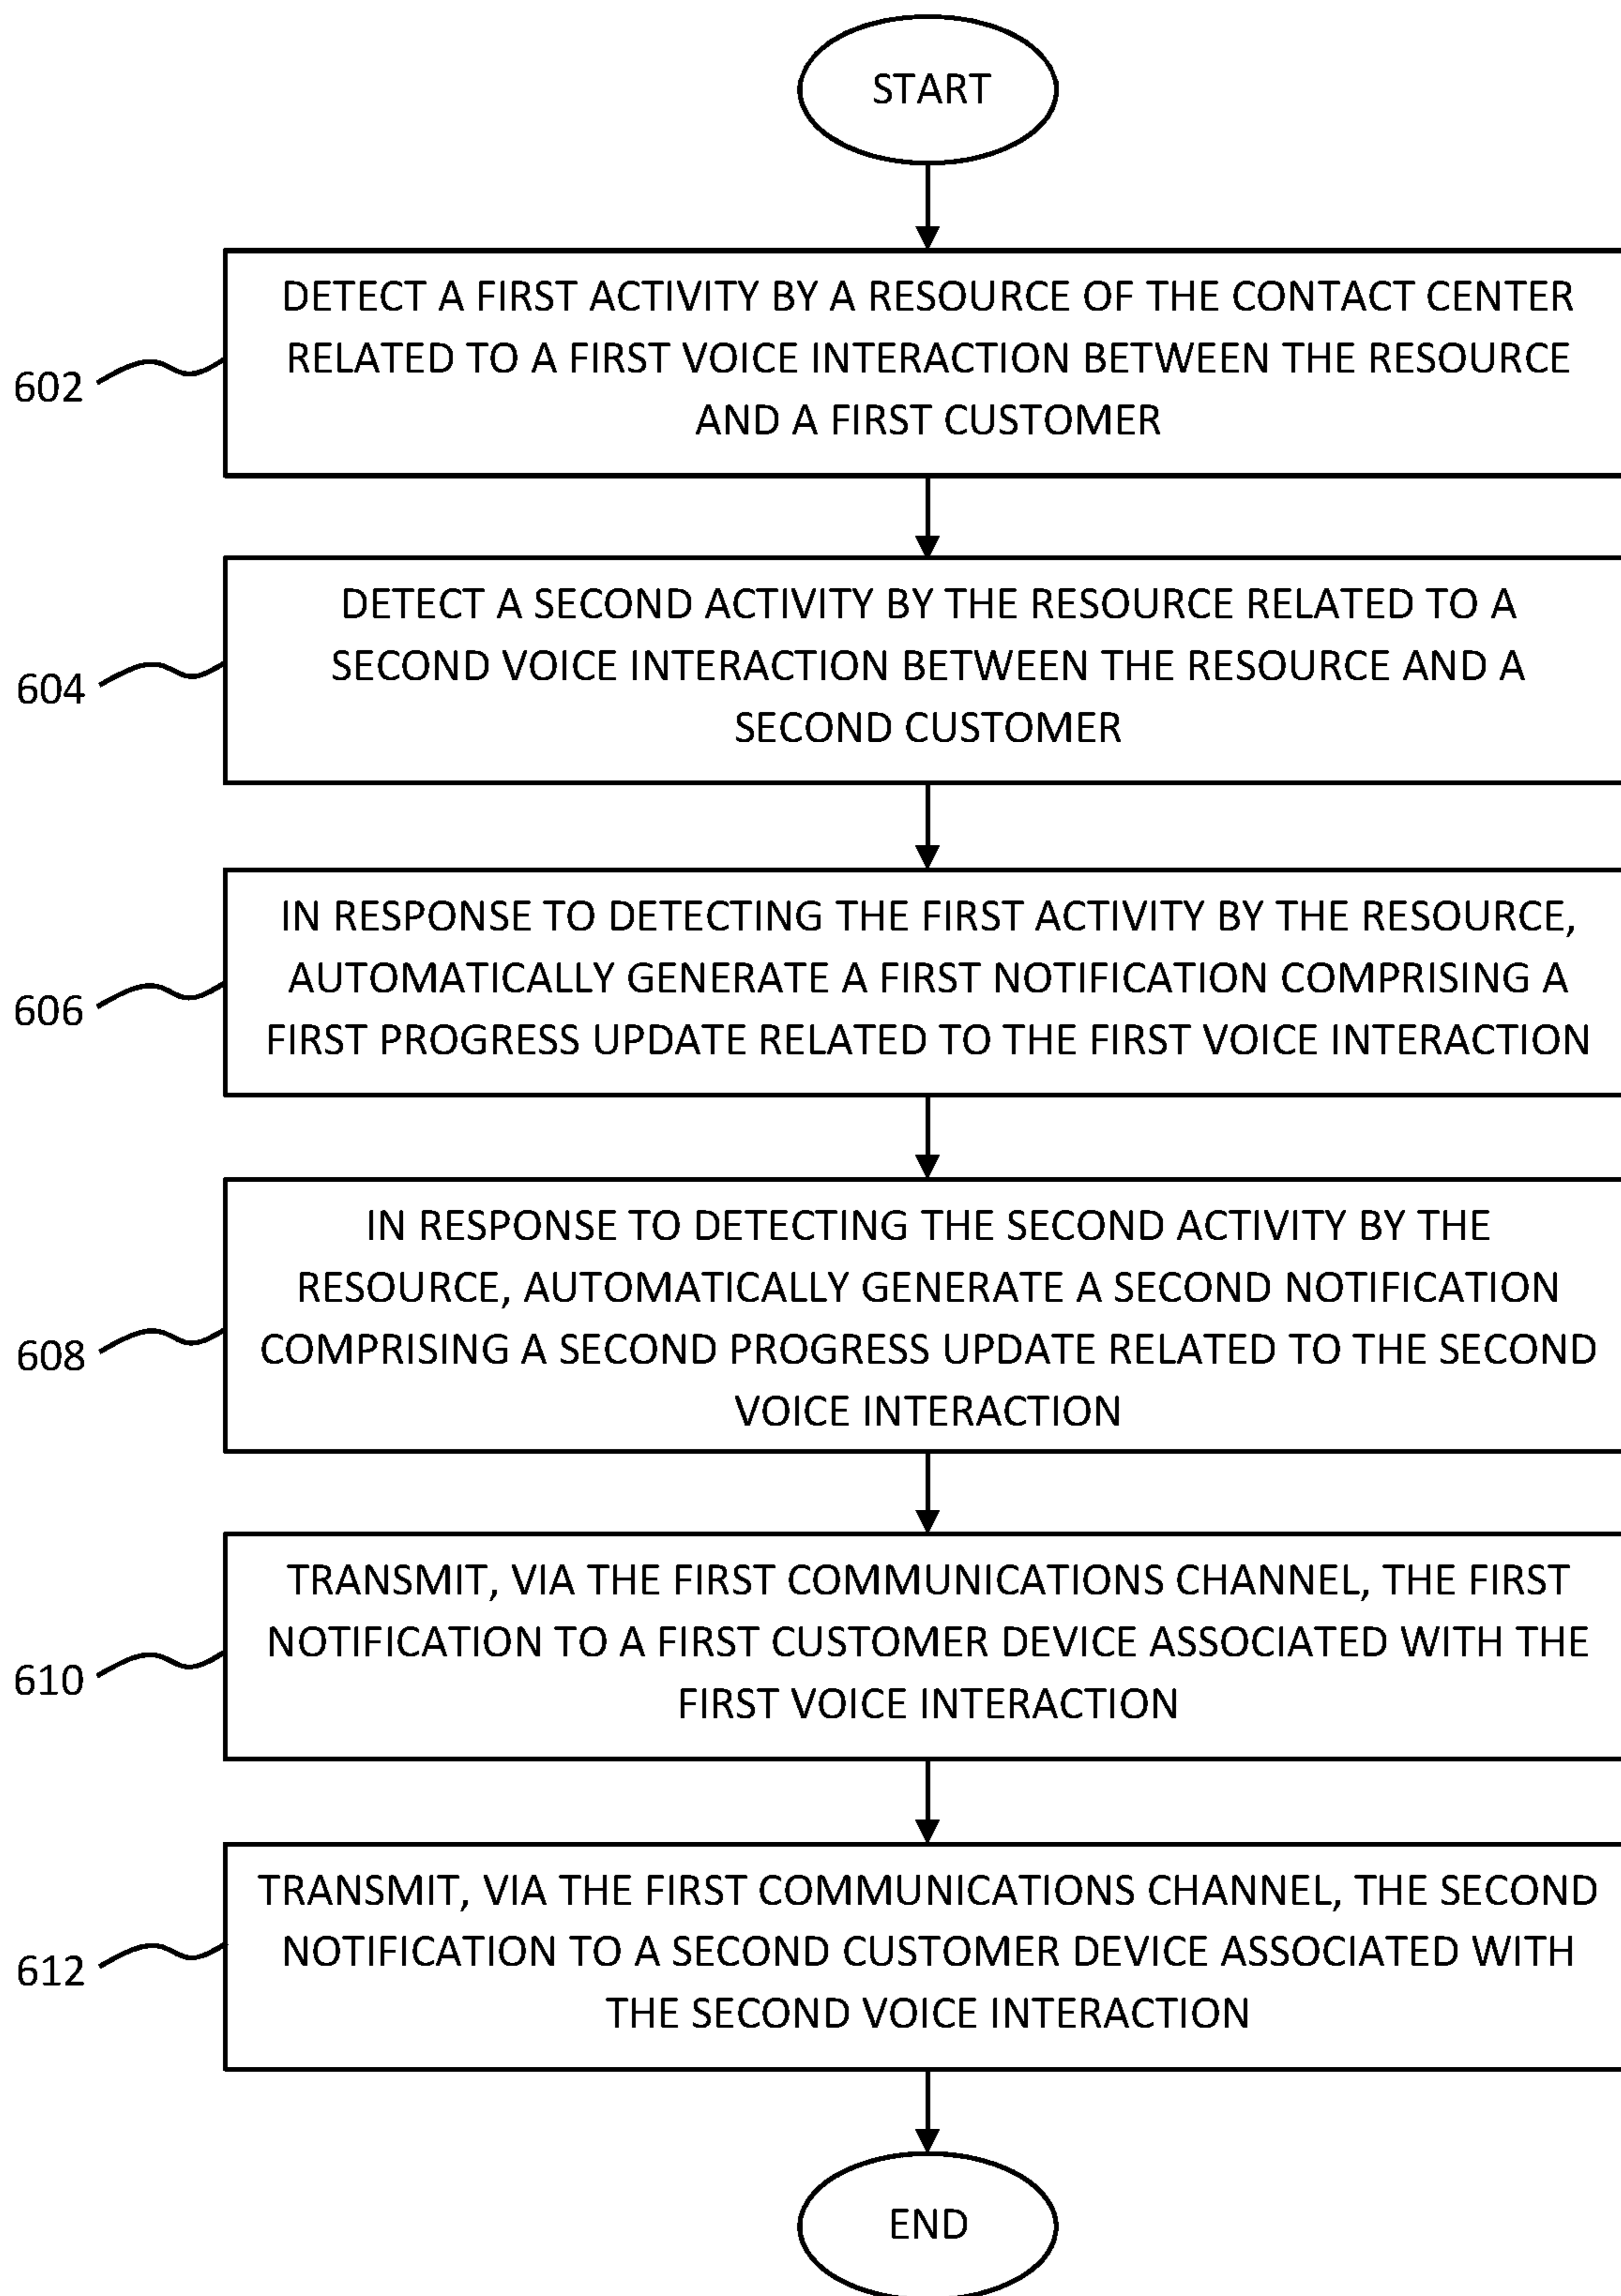 START
DETECT A FIRST ACTIVITY BY A RESOURCE OF THE CONTACT CENTER
RELATED TO A FIRST VOICE INTERACTION BETWEEN THE RESOURCE
AND A FIRST CUSTOMER
602
DETECT A SECOND ACTIVITY BY THE RESOURCE RELATED TO A
SECOND VOICE INTERACTION BETWEEN THE RESOURCE AND A
SECOND CUSTOMER
604
IN RESPONSE TO DETECTING THE FIRST ACTIVITY BY THE RESOURCE,
AUTOMATICALLY GENERATE A FIRST NOTIFICATION COMPRISING A
FIRST PROGRESS UPDATE RELATED TO THE FIRST VOICE INTERACTION
606
IN RESPONSE TO DETECTING THE SECOND ACTIVITY BY THE
RESOURCE, AUTOMATICALLY GENERATE A SECOND NOTIFICATION
COMPRISING A SECOND PROGRESS UPDATE RELATED TO THE SECOND
VOICE INTERACTION
608
TRANSMIT, VIA THE FIRST COMMUNICATIONS CHANNEL, THE FIRST
NOTIFICATION TO A FIRST CUSTOMER DEVICE ASSOCIATED WITH THE
FIRST VOICE INTERACTION
610
TRANSMIT, VIA THE FIRST COMMUNICATIONS CHANNEL, THE SECOND
NOTIFICATION TO A SECOND CUSTOMER DEVICE ASSOCIATED WITH
THE SECOND VOICE INTERACTION
612
END